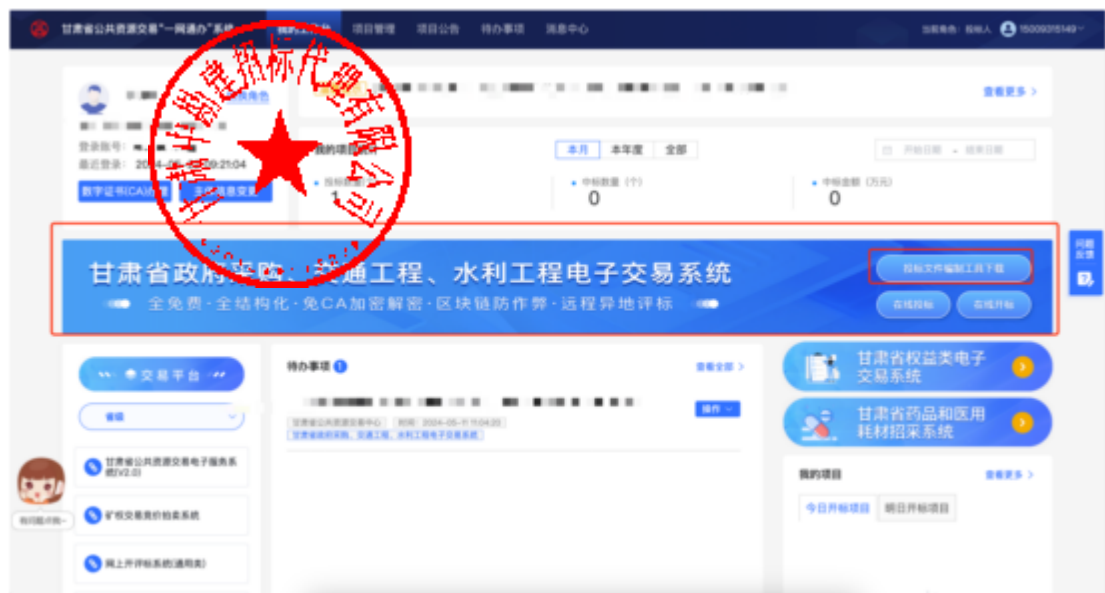 甘肃省公共资源交易“一网通办”系统
项目管理 项目公告 待办事项 消息中心
当前角色：投标人
查看更多 >
登录账号：
最近登录：
数字证书(CA)
我的项目
本月 本年度 全部
开始日期 - 结束日期
中标数量（个）
0
中标金额（万元）
0
1
甘肃省政府采购、交通工程、水利工程电子交易系统
全免费·全结构化·免CA加密解密·区块链防作弊·远程异地评标
投标文件编制工具下载
在线投标 在线开标
问题反馈
交易平台
省级
甘肃省公共资源交易电子服务系统(V2.0)
矿权交易竞价拍卖系统
网上开评标系统(通用类)
有问题点我~
待办事项 1
查看全部 >
操作
甘肃省公共资源交易中心 时间：2024-05-11 11:04:20
甘肃省政府采购、交通工程、水利工程电子交易系统
甘肃省权益类电子交易系统
甘肃省药品和医用耗材招采系统
我的项目
查看更多 >
今日开标项目 明日开标项目